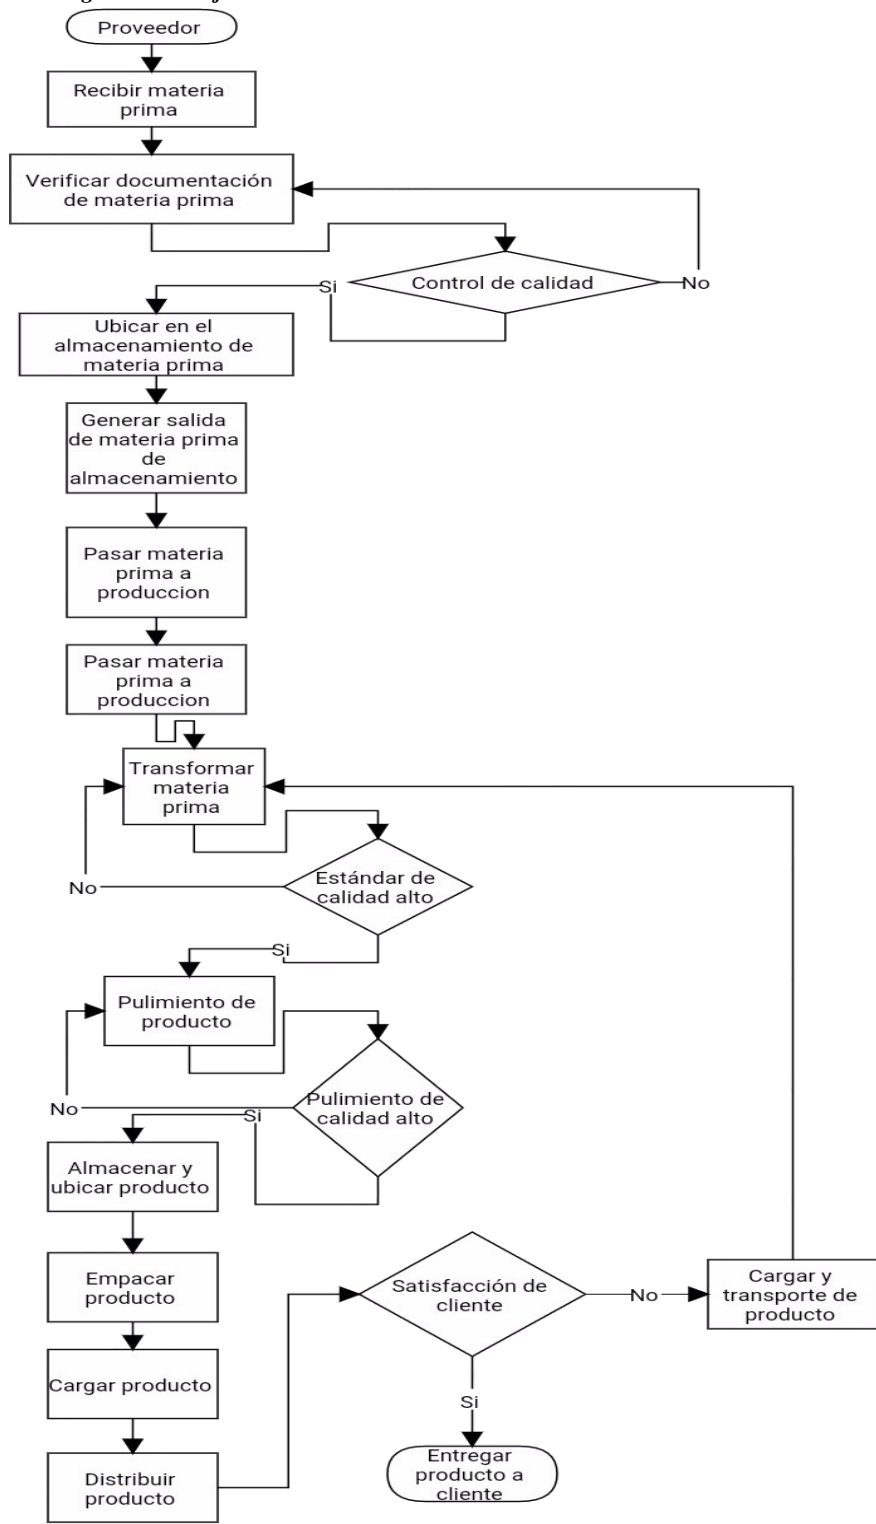 Proveedor
Recibir materia
prima
Verificar documentación
de materia prima
Control de calidad
No
Si
Ubicar en el
almacenamiento de
materia prima
Generar salida
de materia prima
de
almacenamiento
Pasar materia
prima a
produccion
Pasar materia
prima a
produccion
Transformar
materia
prima
Estándar de
calidad alto
No
Si
Pulimiento de
producto
Pulimiento de
calidad alto
No
Si
Almacenar y
ubicar producto
Empacar
producto
Cargar producto
Distribuir
producto
Satisfacción de
cliente
No
Cargar y
transporte de
producto
Si
Entregar
producto a
cliente